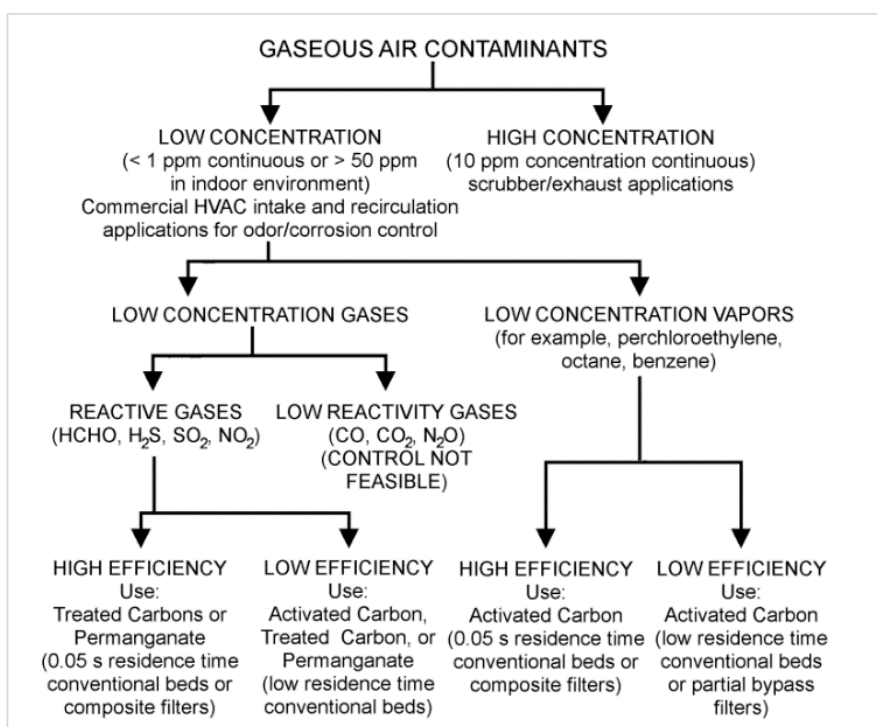 GASEOUS AIR CONTAMINANTS
LOW CONCENTRATION
(< 1 ppm continuous or > 50 ppm
in indoor environment)
Commercial HVAC intake and recirculation
applications for odor/corrosion control
HIGH CONCENTRATION
(10 ppm concentration continuous)
scrubber/exhaust applications
LOW CONCENTRATION GASES
LOW CONCENTRATION VAPORS
(for example, perchloroethylene,
octane, benzene)
REACTIVE GASES
(HCHO, H₂S, SO₂, NO₂)
LOW REACTIVITY GASES
(CO, CO₂, N₂O)
(CONTROL NOT
FEASIBLE)
HIGH EFFICIENCY
Use:
Treated Carbons or
Permanganate
(0.05 s residence time
conventional beds or
composite filters)
LOW EFFICIENCY
Use:
Activated Carbon,
Treated Carbon, or
Permanganate
(low residence time
conventional beds)
HIGH EFFICIENCY
Use:
Activated Carbon
(0.05 s residence time
conventional beds or
composite filters)
LOW EFFICIENCY
Use:
Activated Carbon
(low residence time
conventional beds
or partial bypass
filters)